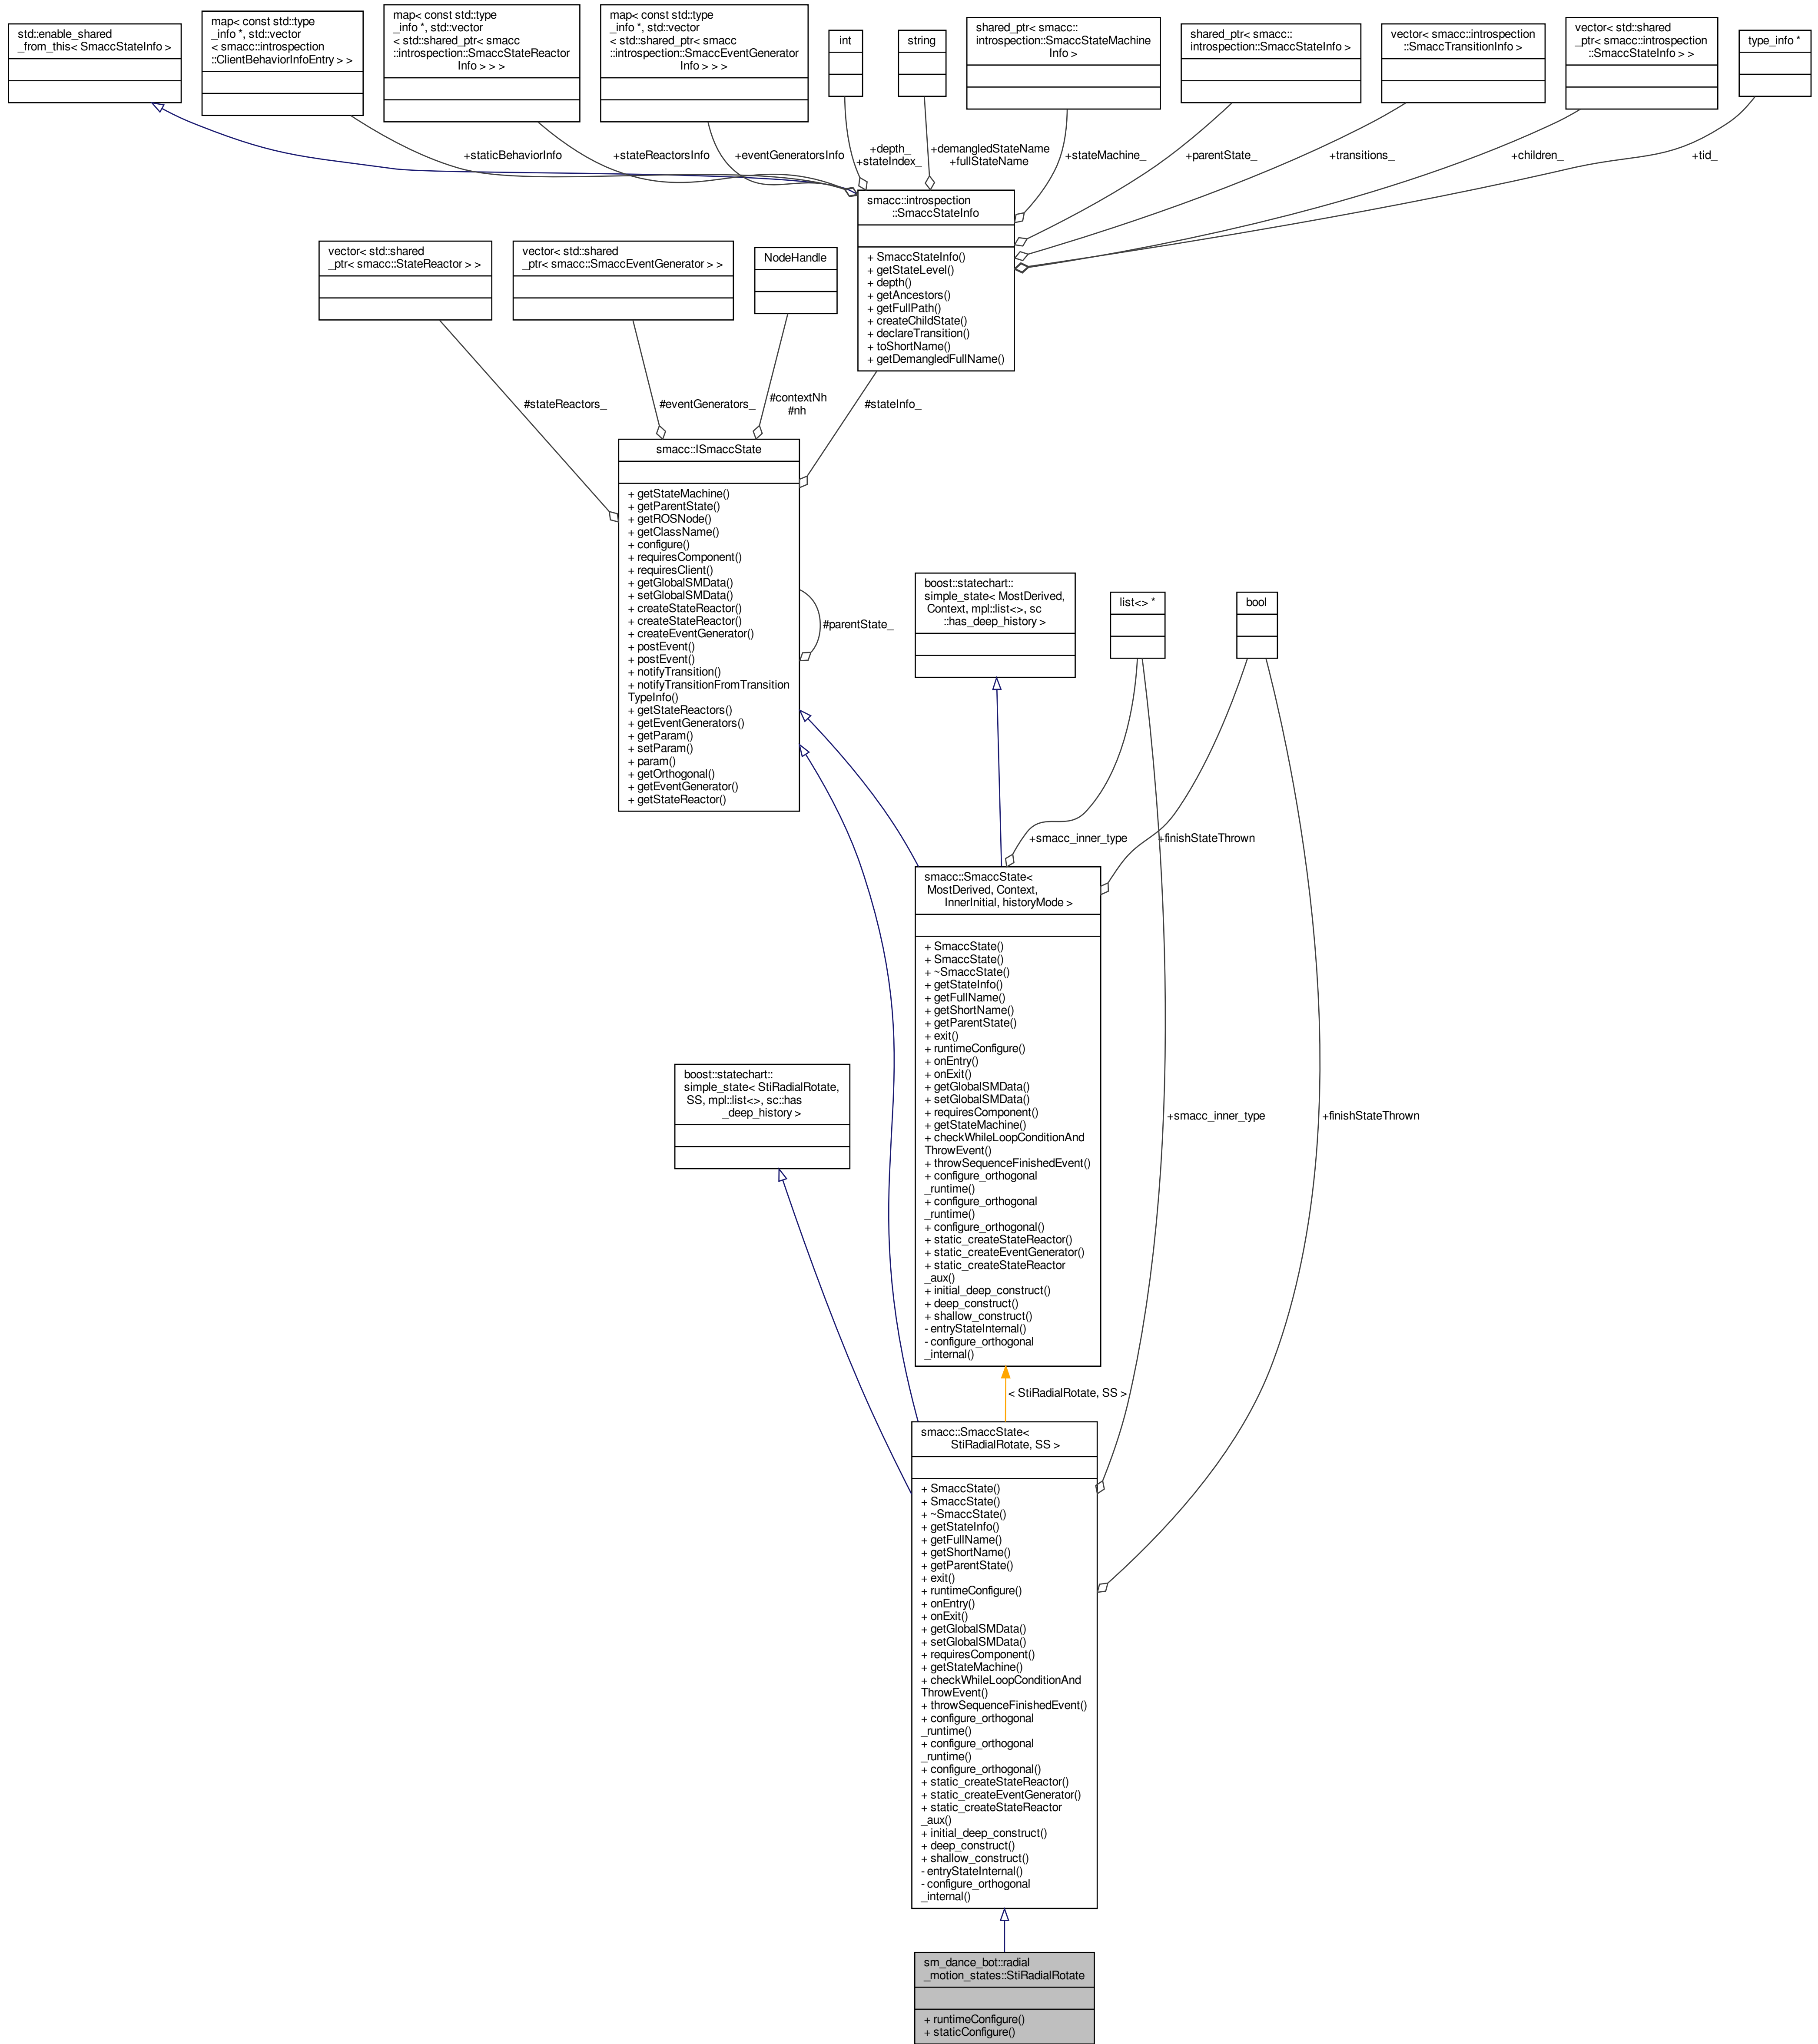 std::enable_shared
_from_this< SmaccStateInfo >
map< const std::type
_info *, std::vector
< smacc::introspection
::ClientBehaviorInfoEntry > >
map< const std::type
_info *, std::vector
< std::shared_ptr< smacc
::introspection::SmaccStateReactor
Info > > >
map< const std::type
_info *, std::vector
< std::shared_ptr< smacc
::introspection::SmaccEventGenerator
Info > > >
int
string
shared_ptr< smacc::
introspection::SmaccStateMachine
Info >
shared_ptr< smacc::
introspection::SmaccStateInfo >
vector< smacc::introspection
::SmaccTransitionInfo >
vector< std::shared
_ptr< smacc::introspection
::SmaccStateInfo > >
type_info *
+staticBehaviorInfo
+stateReactorsInfo
+eventGeneratorsInfo
+depth_
+stateIndex_
+demangledStateName
+fullStateName
+stateMachine_
+parentState_
+transitions_
+children_
+tid_
smacc::introspection
::SmaccStateInfo
+ SmaccStateInfo()
+ getStateLevel()
+ depth()
+ getAncestors()
+ getFullPath()
+ createChildState()
+ declareTransition()
+ toShortName()
+ getDemangledFullName()
vector< std::shared
_ptr< smacc::StateReactor > >
vector< std::shared
_ptr< smacc::SmaccEventGenerator > >
NodeHandle
#stateReactors_
#eventGenerators_
#contextNh
#nh
#stateInfo_
smacc::ISmaccState
+ getStateMachine()
+ getParentState()
+ getROSNode()
+ getClassName()
+ configure()
+ requiresComponent()
+ requiresClient()
+ getGlobalSMData()
+ setGlobalSMData()
+ createStateReactor()
+ createStateReactor()
+ createEventGenerator()
+ postEvent()
+ postEvent()
+ notifyTransition()
+ notifyTransitionFromTransition
TypeInfo()
+ getStateReactors()
+ getEventGenerators()
+ getParam()
+ setParam()
+ param()
+ getOrthogonal()
+ getEventGenerator()
+ getStateReactor()
#parentState_
boost::statechart::
simple_state< MostDerived,
Context, mpl::list<>, sc
::has_deep_history >
list<> *
bool
+smacc_inner_type
+finishStateThrown
smacc::SmaccState<
MostDerived, Context,
InnerInitial, historyMode >
+ SmaccState()
+ SmaccState()
+ ~SmaccState()
+ getStateInfo()
+ getFullName()
+ getShortName()
+ getParentState()
+ exit()
+ runtimeConfigure()
+ onEntry()
+ onExit()
+ getGlobalSMData()
+ setGlobalSMData()
+ requiresComponent()
+ getStateMachine()
+ checkWhileLoopConditionAnd
ThrowEvent()
+ throwSequenceFinishedEvent()
+ configure_orthogonal
_runtime()
+ configure_orthogonal
_runtime()
+ configure_orthogonal()
+ static_createStateReactor()
+ static_createEventGenerator()
+ static_createStateReactor
_aux()
+ initial_deep_construct()
+ deep_construct()
+ shallow_construct()
- entryStateInternal()
- configure_orthogonal
_internal()
boost::statechart::
simple_state< StiRadialRotate,
SS, mpl::list<>, sc::has
_deep_history >
+smacc_inner_type
+finishStateThrown
< StiRadialRotate, SS >
smacc::SmaccState<
StiRadialRotate, SS >
+ SmaccState()
+ SmaccState()
+ ~SmaccState()
+ getStateInfo()
+ getFullName()
+ getShortName()
+ getParentState()
+ exit()
+ runtimeConfigure()
+ onEntry()
+ onExit()
+ getGlobalSMData()
+ setGlobalSMData()
+ requiresComponent()
+ getStateMachine()
+ checkWhileLoopConditionAnd
ThrowEvent()
+ throwSequenceFinishedEvent()
+ configure_orthogonal
_runtime()
+ configure_orthogonal
_runtime()
+ configure_orthogonal()
+ static_createStateReactor()
+ static_createEventGenerator()
+ static_createStateReactor
_aux()
+ initial_deep_construct()
+ deep_construct()
+ shallow_construct()
- entryStateInternal()
- configure_orthogonal
_internal()
sm_dance_bot::radial
_motion_states::StiRadialRotate
+ runtimeConfigure()
+ staticConfigure()